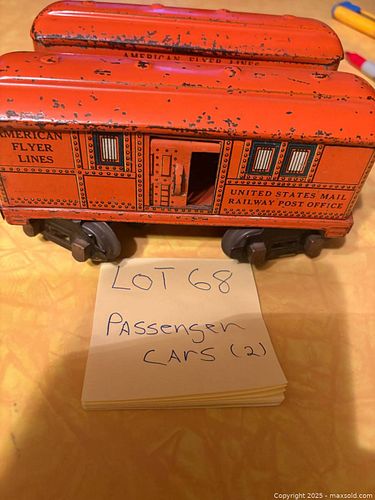 AMERICAN FLYER LINES
AMERICAN
FLYER
LINES
UNITED STATES MAIL
RAILWAY POST OFFICE
LOT 68
PASSENGER
CARS (2)
Copyright 2025 - maxsold.com